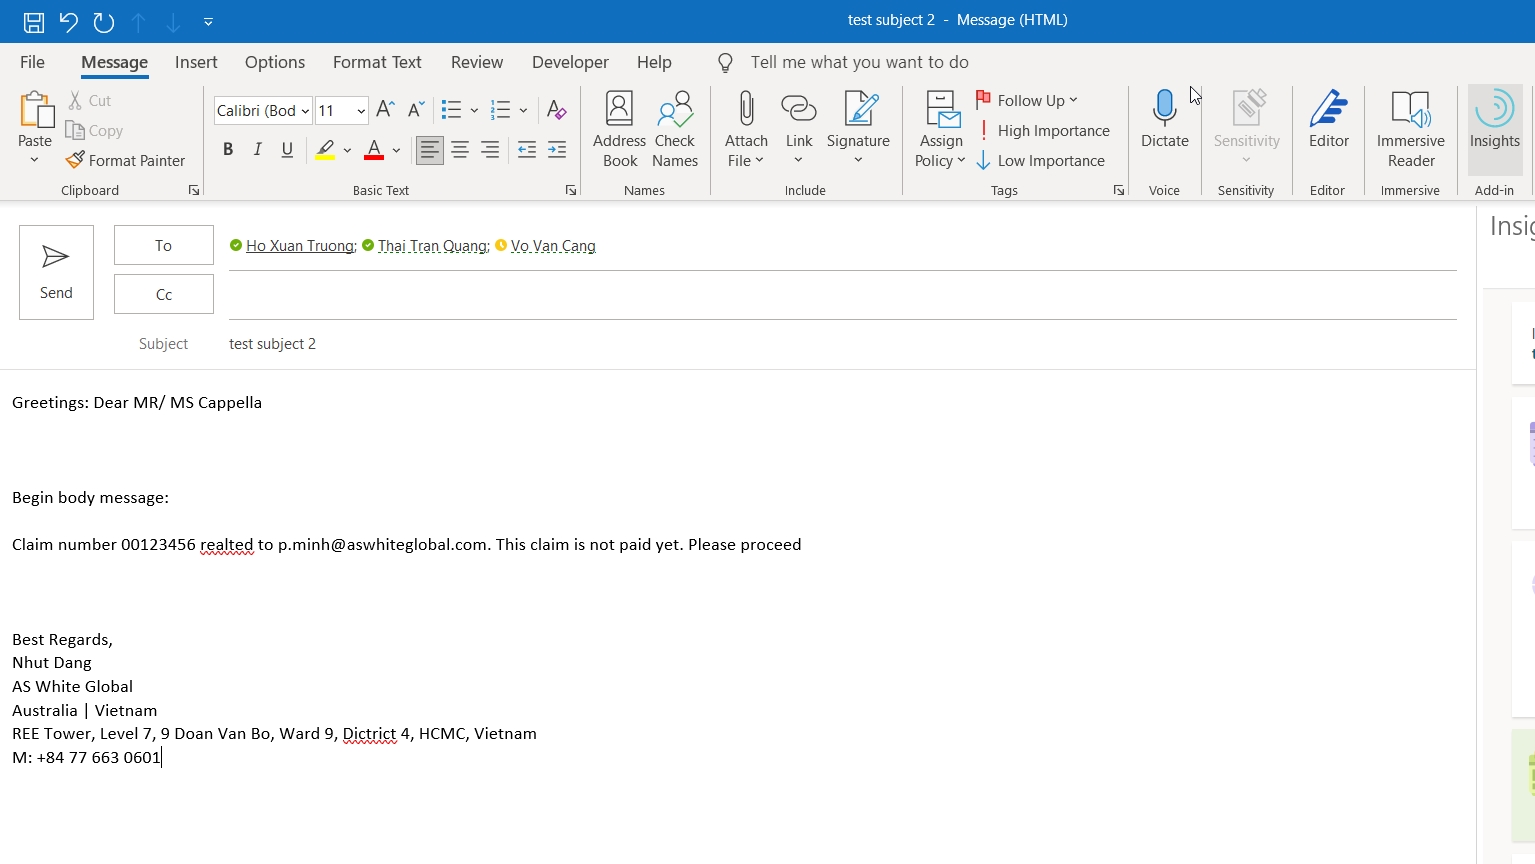 test subject 2 - Message (HTML)
File Message Insert Options Format Text Review Developer Help Tell me what you want to do
Paste
Cut
Copy
Format Painter
Clipboard
Calibri (Bod 11
B I U
Basic Text
Address Book
Check Names
Names
Attach File
Link
Signature
Include
Assign Policy
Follow Up
High Importance
Low Importance
Tags
Dictate
Voice
Sensitivity
Sensitivity
Editor
Editor
Immersive Reader
Immersive
Insights
Add-in
Send
To
Ho Xuan Truong; Thai Tran Quang; Vo Van Cang
Cc
Subject test subject 2
Insig
Greetings: Dear MR/ MS Cappella
Begin body message:
Claim number 00123456 realted to p.minh@aswhiteglobal.com. This claim is not paid yet. Please proceed
Best Regards,
Nhut Dang
AS White Global
Australia | Vietnam
REE Tower, Level 7, 9 Doan Van Bo, Ward 9, Dictrict 4, HCMC, Vietnam
M: +84 77 663 0601